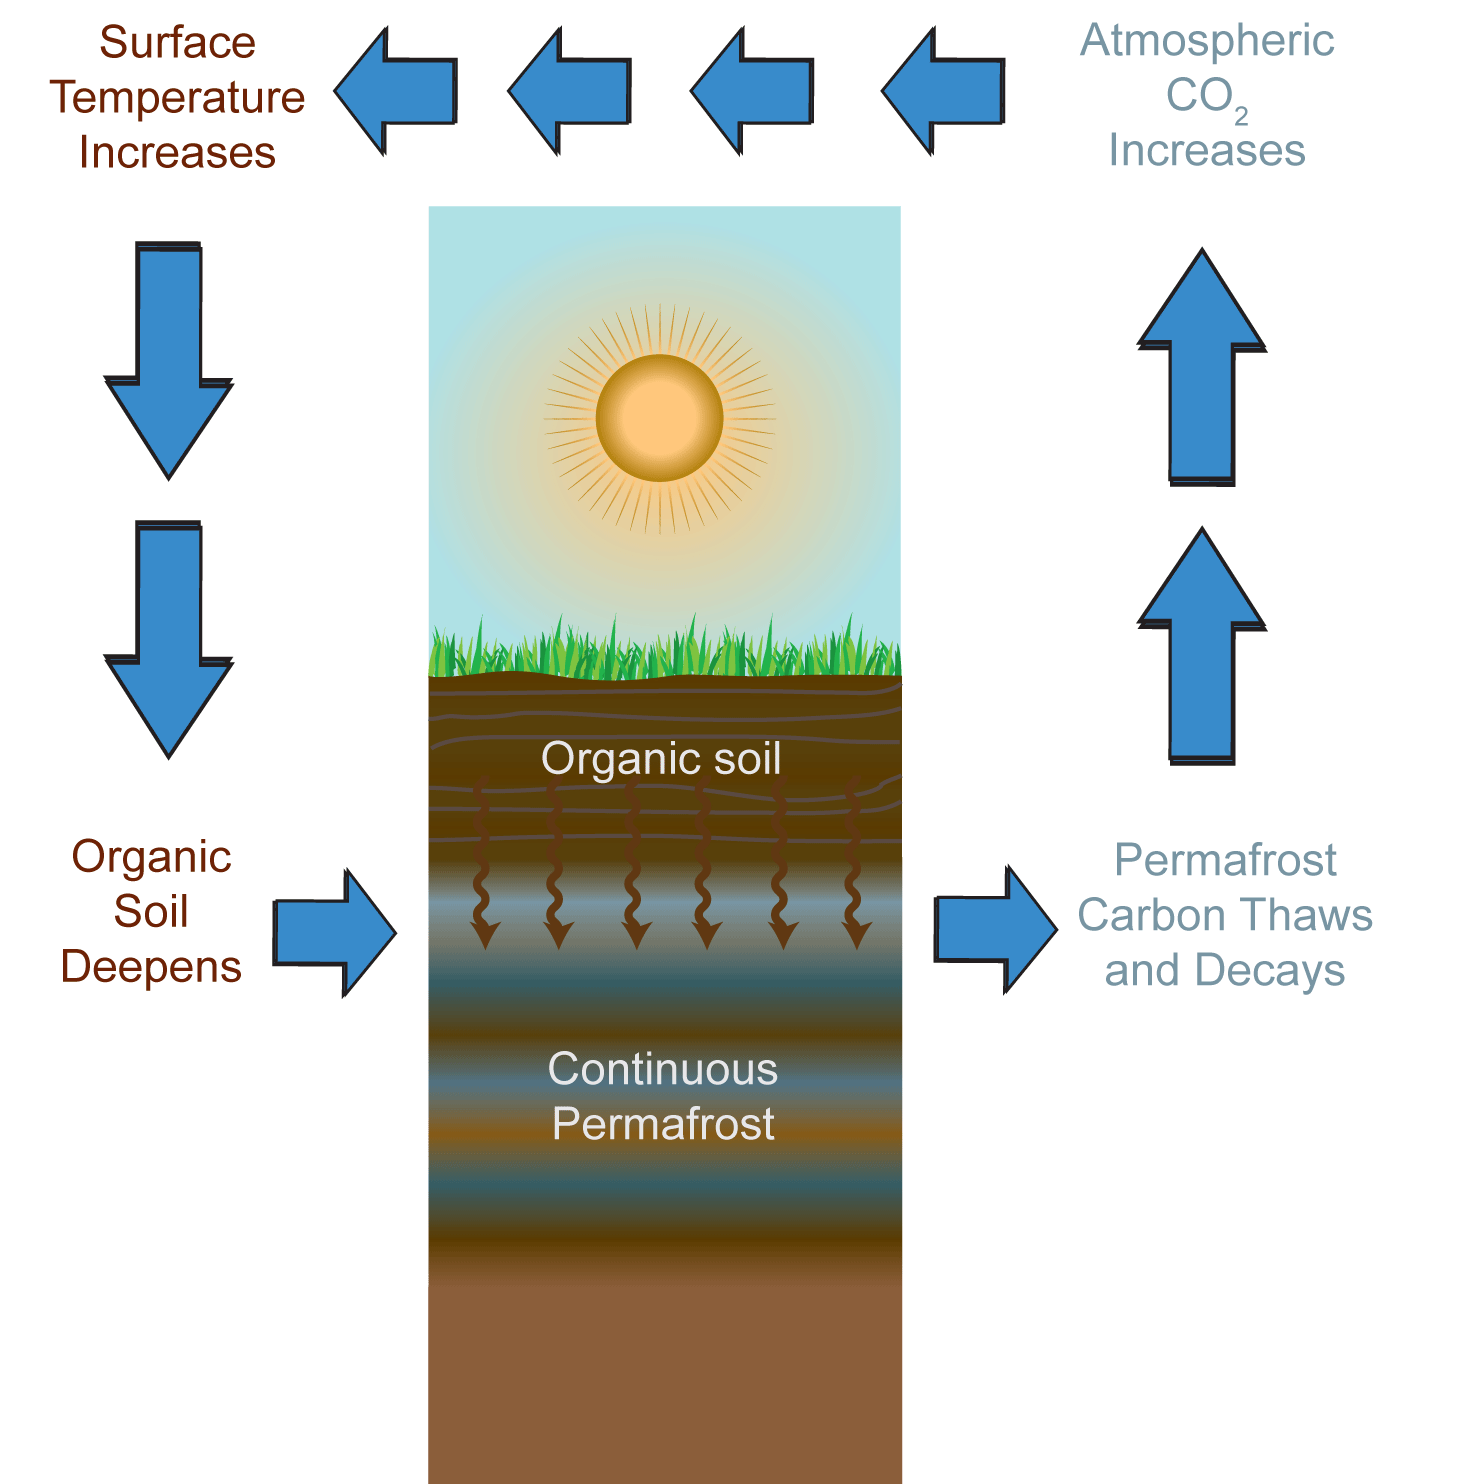 Surface
Temperature
Increases
Atmospheric
CO₂
Increases
Organic soil
Organic
Soil
Deepens
Permafrost
Carbon Thaws
and Decays
Continuous
Permafrost